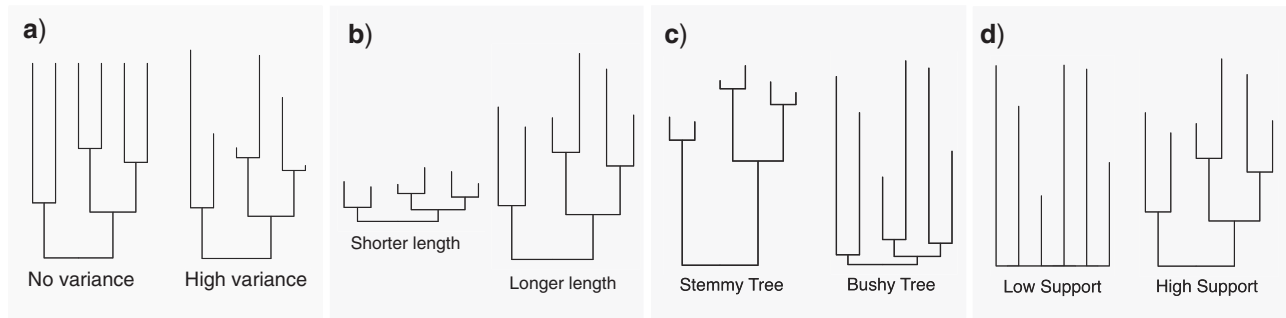 a)
No variance
High variance
b)
Shorter length
Longer length
c)
Stemmy Tree
Bushy Tree
d)
Low Support
High Support